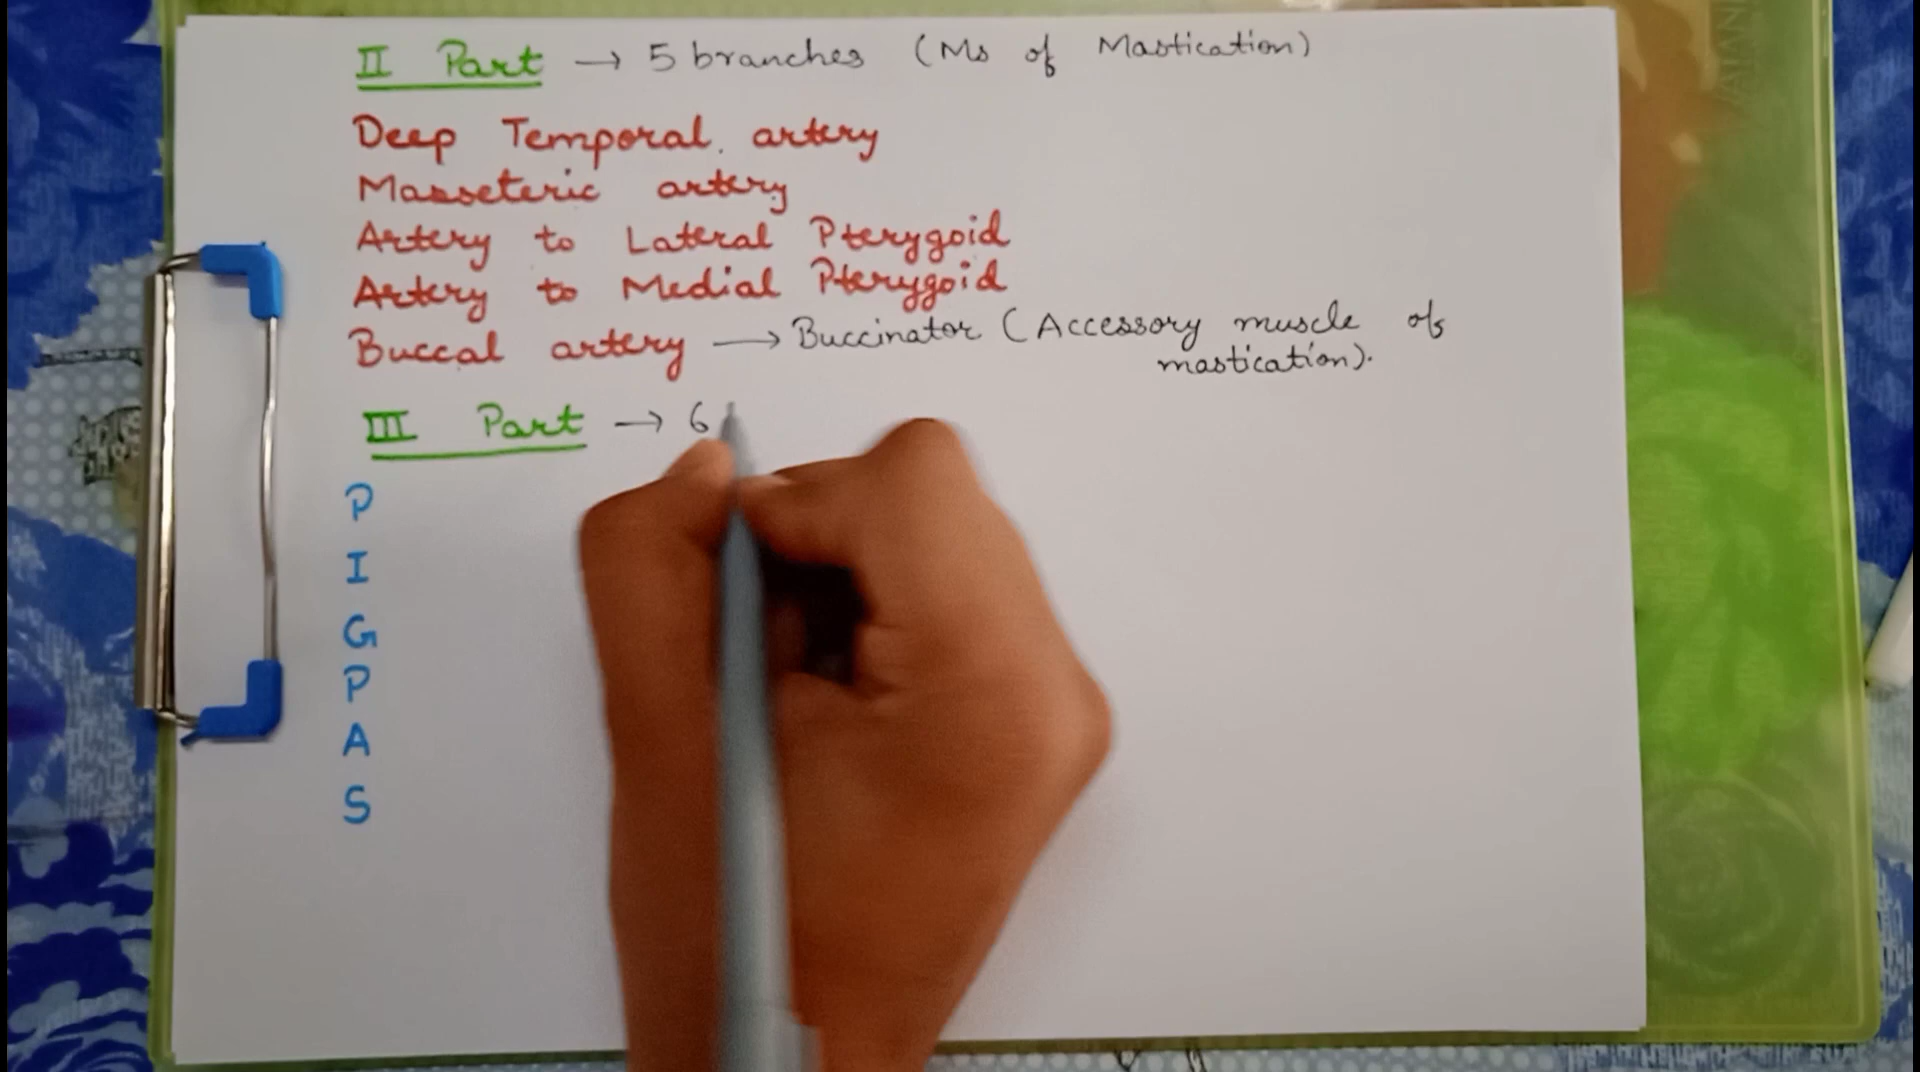 II Part → 5 branches (Ms of Mastication)
Deep Temporal artery
Masseteric artery
Artery to Lateral Pterygoid
Artery to Medial Pterygoid
Buccal artery → Buccinator (Accessory muscle of
mastication).
III Part → 6
P
I
G
P
A
S